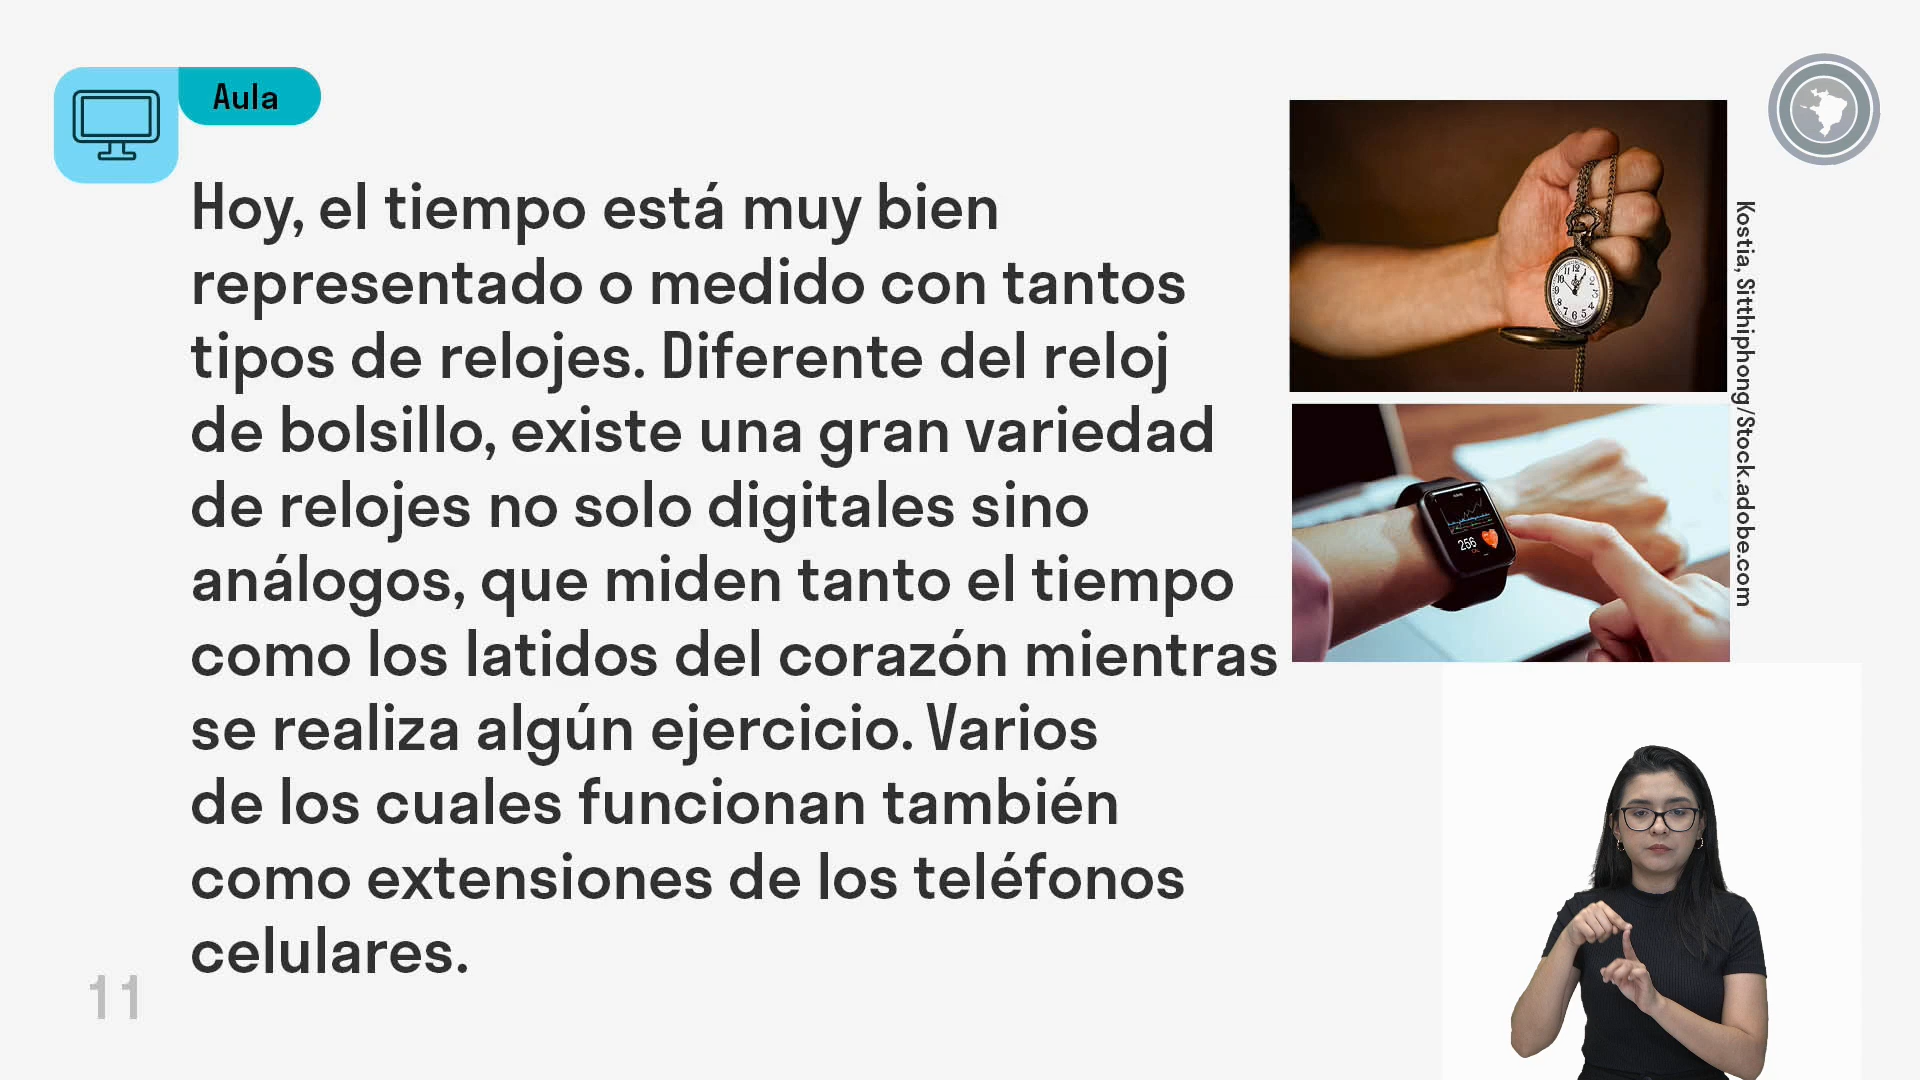 Aula
Hoy, el tiempo está muy bien
representado o medido con tantos
tipos de relojes. Diferente del reloj
de bolsillo, existe una gran variedad
de relojes no solo digitales sino
análogos, que miden tanto el tiempo
como los latidos del corazón mientras
se realiza algún ejercicio. Varios
de los cuales funcionan también
como extensiones de los teléfonos
celulares.
11
Kostia, Sitthiphong/Stock.adobe.com
256